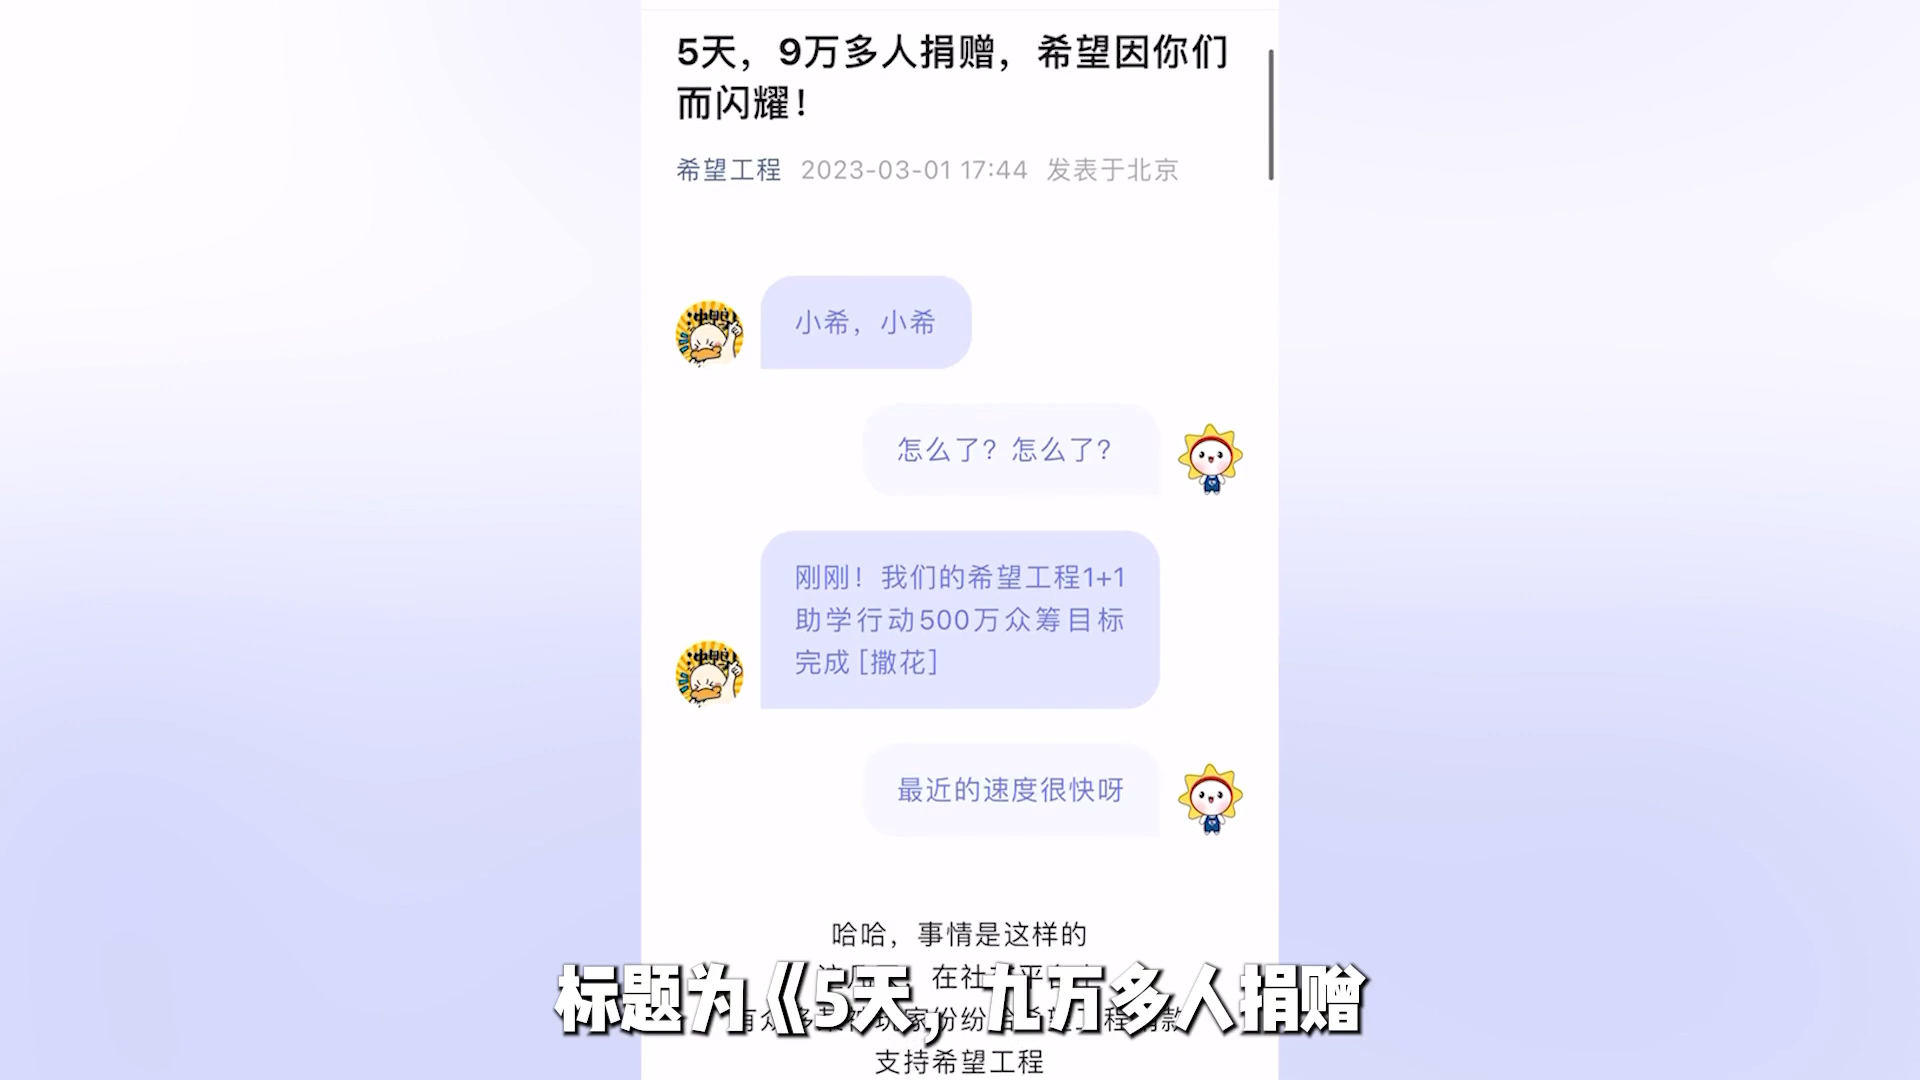 5天，9万多人捐赠，希望因你们
而闪耀！
希望工程 2023-03-01 17:44 发表于北京
冲鸭
小希，小希
怎么了？怎么了？
刚刚！我们的希望工程1+1
助学行动500万众筹目标
完成[撒花]
冲鸭
最近的速度很快呀
哈哈，事情是这样的
在社
纷纷
支持希望工程
标题为《5天，九万多人捐赠